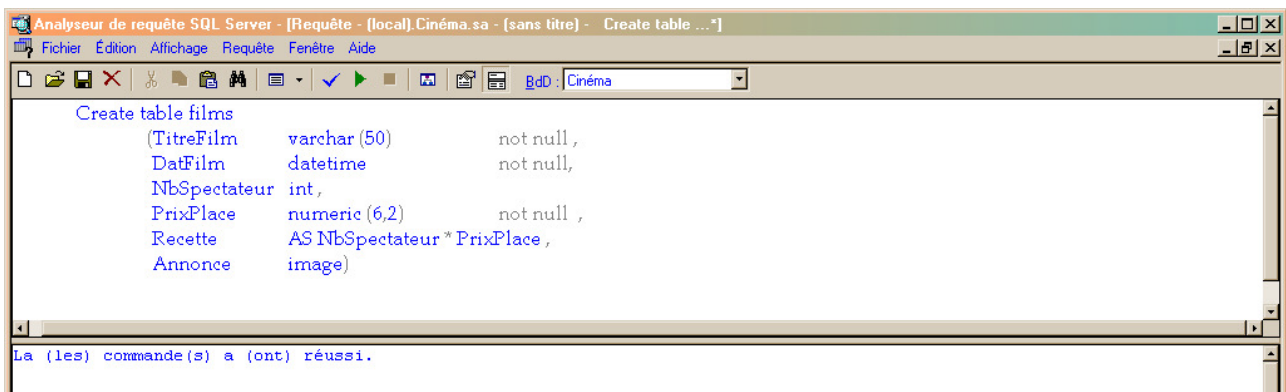 Analyseur de requête SQL Server - [Requête - (local).Cinéma.sa - (sans titre) - Create table ...*]
Fichier Édition Affichage Requête Fenêtre Aide
BdD : Cinéma
Create table films
(TitreFilm varchar (50) not null ,
DatFilm datetime not null,
NbSpectateur int ,
PrixPlace numeric (6,2) not null ,
Recette AS NbSpectateur * PrixPlace ,
Annonce image)
La (les) commande(s) a (ont) réussi.